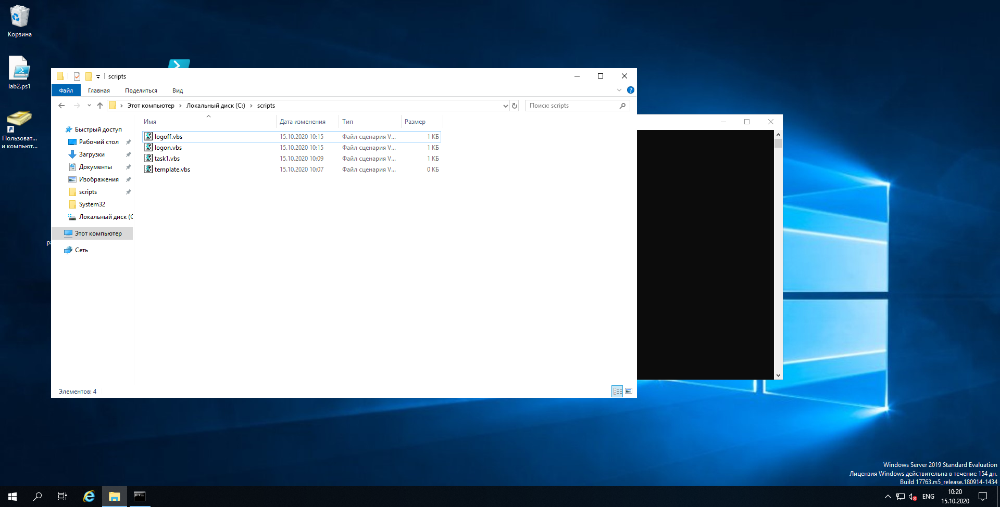 Корзина
lab2.ps1
Пользоват...
и компьют...
scripts
Файл
Главная
Поделиться
Вид
Этот компьютер
Локальный диск (C:)
scripts
Поиск: scripts
Имя
Дата изменения
Тип
Размер
logoff.vbs 15.10.2020 10:15 Файл сценария V... 1 КБ
logon.vbs 15.10.2020 10:15 Файл сценария V... 1 КБ
task1.vbs 15.10.2020 10:09 Файл сценария V... 1 КБ
template.vbs 15.10.2020 10:07 Файл сценария V... 0 КБ
Быстрый доступ
Рабочий стол
Загрузки
Документы
Изображения
scripts
System32
Локальный диск (C
Этот компьютер
Сеть
Элементов: 4
Windows Server 2019 Standard Evaluation
Лицензия Windows действительна в течение 154 дн.
Build 17763.rs5_release.180914-1434
ENG
10:20
15.10.2020